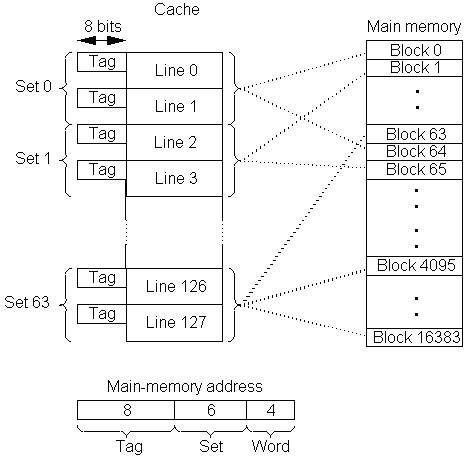 Cache
8 bits
Main memory
Block 0
Tag
Line 0
Block 1
Set 0
Tag
Line 1
Tag
Line 2
Block 63
Set 1
Block 64
Tag
Line 3
Block 65
Block 4095
Tag
Line 126
Set 63
Tag
Line 127
Block 16383
Main-memory address
8 6 4
Tag Set Word